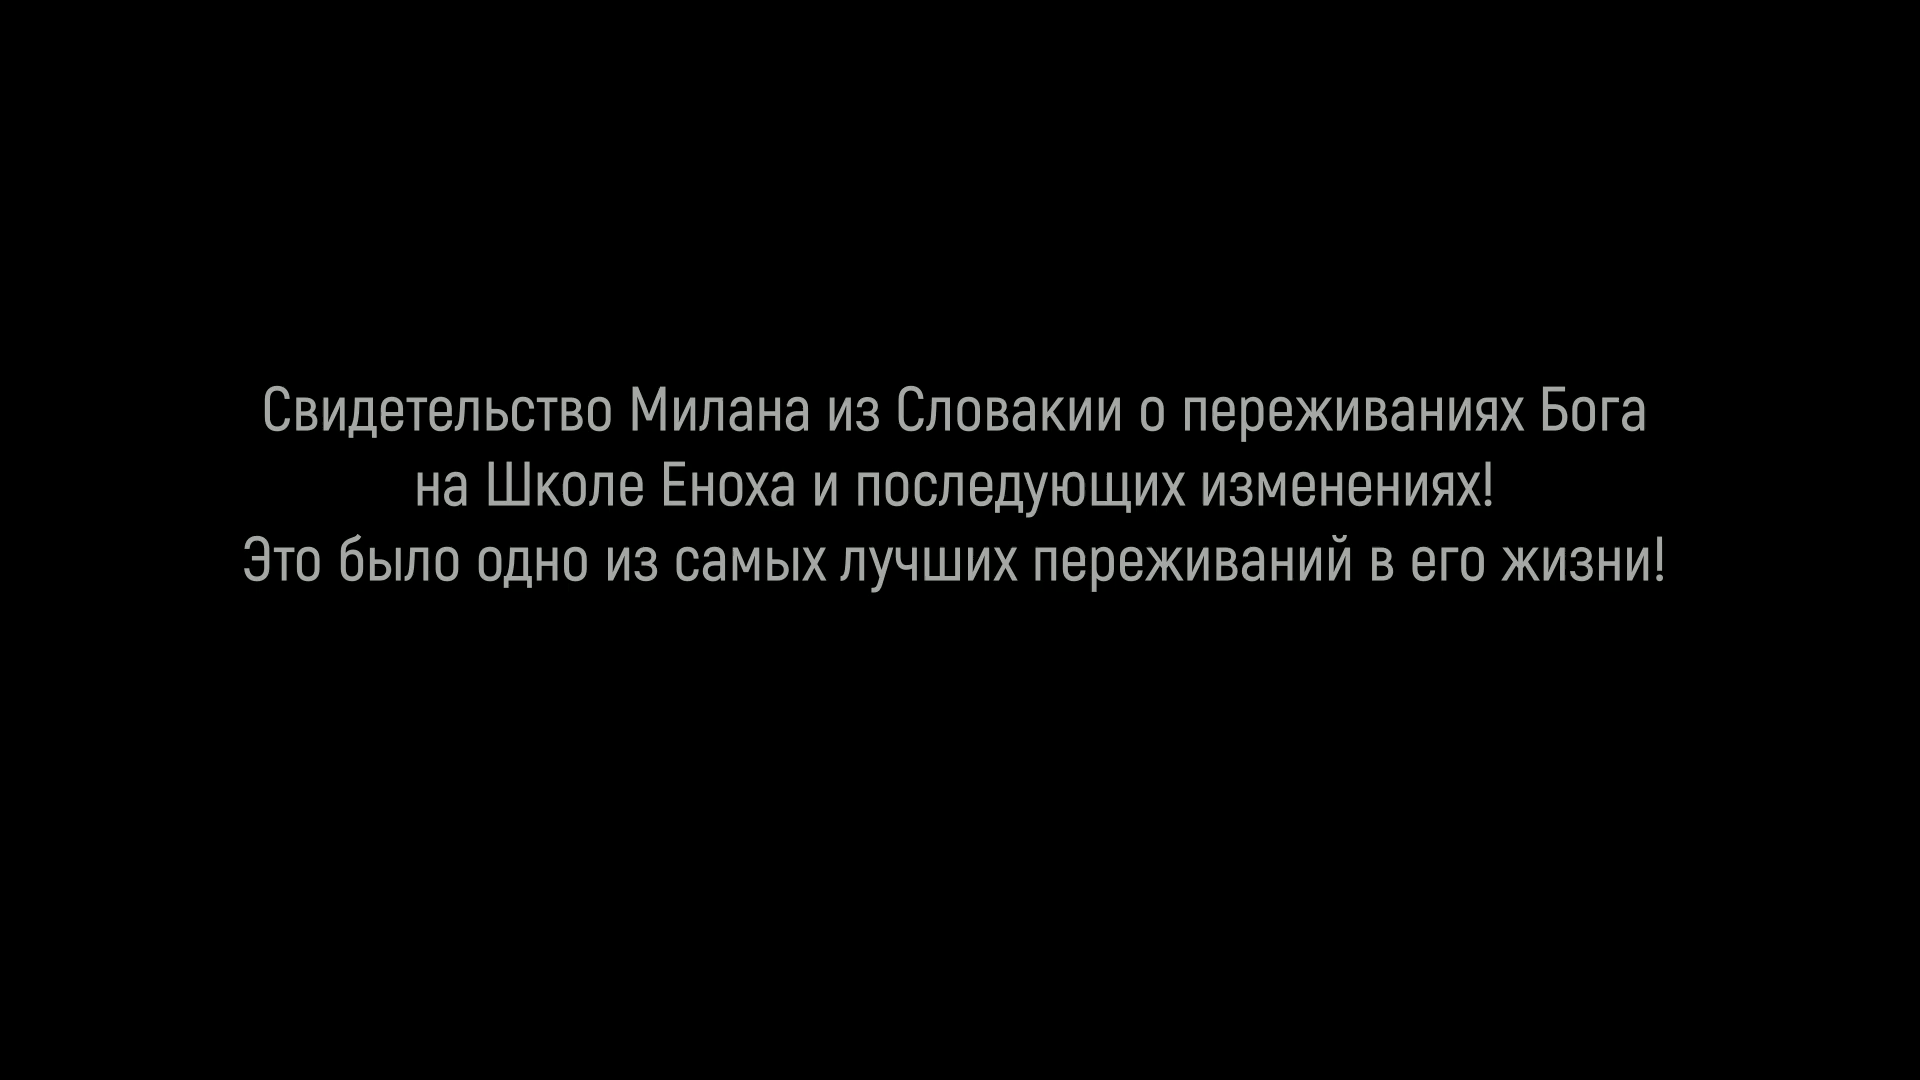 Свидетельство Милана из Словакии о переживаниях Бога
на Школе Еноха и последующих изменениях!
Это было одно из самых лучших переживаний в его жизни!